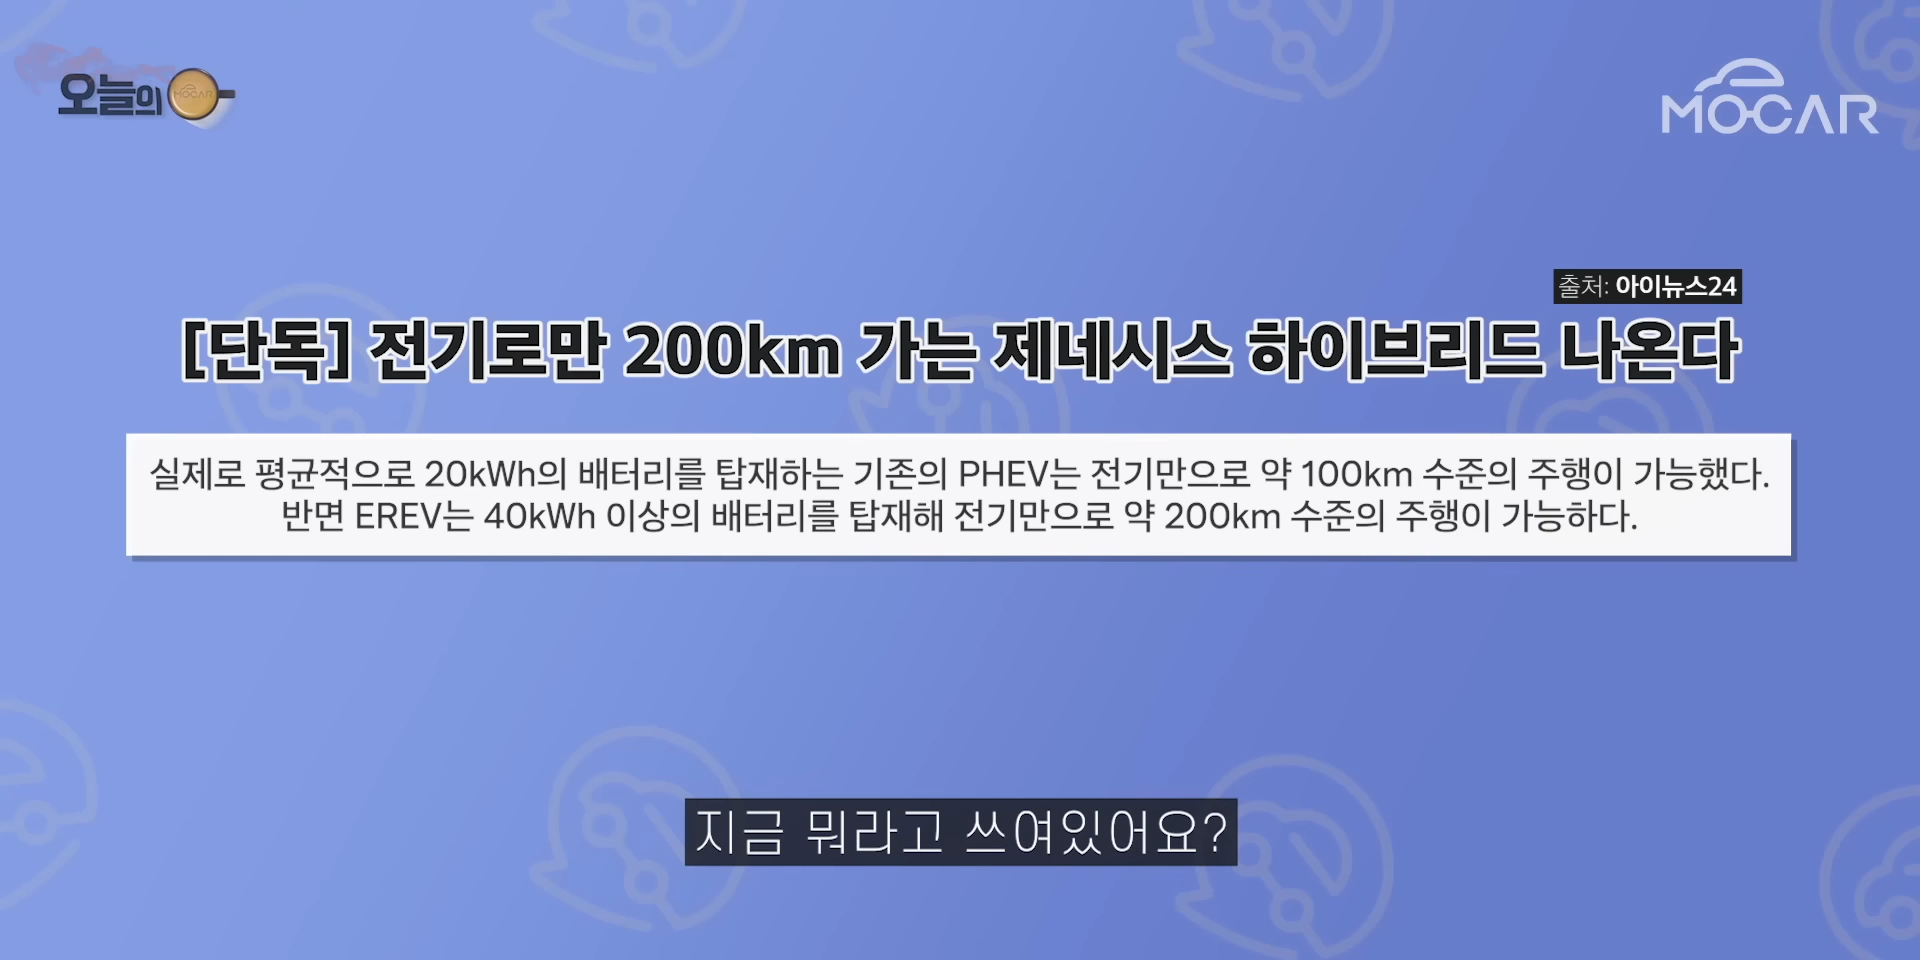 오늘의
MOCAR
MOCAR
출처: 아이뉴스24
[단독] 전기로만 200km 가는 제네시스 하이브리드 나온다
실제로 평균적으로 20kWh의 배터리를 탑재하는 기존의 PHEV는 전기만으로 약 100km 수준의 주행이 가능했다.
반면 EREV는 40kWh 이상의 배터리를 탑재해 전기만으로 약 200km 수준의 주행이 가능하다.
지금 뭐라고 쓰여있어요?